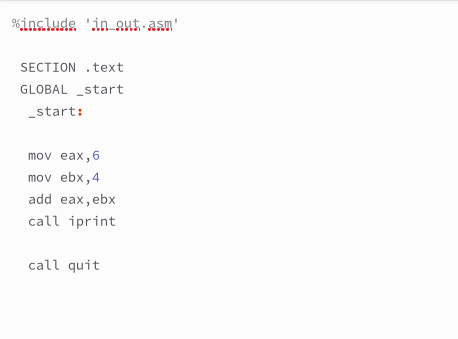 %include 'in_out.asm'
SECTION .text
GLOBAL _start
_start:
mov eax,6
mov ebx,4
add eax,ebx
call iprint
call quit